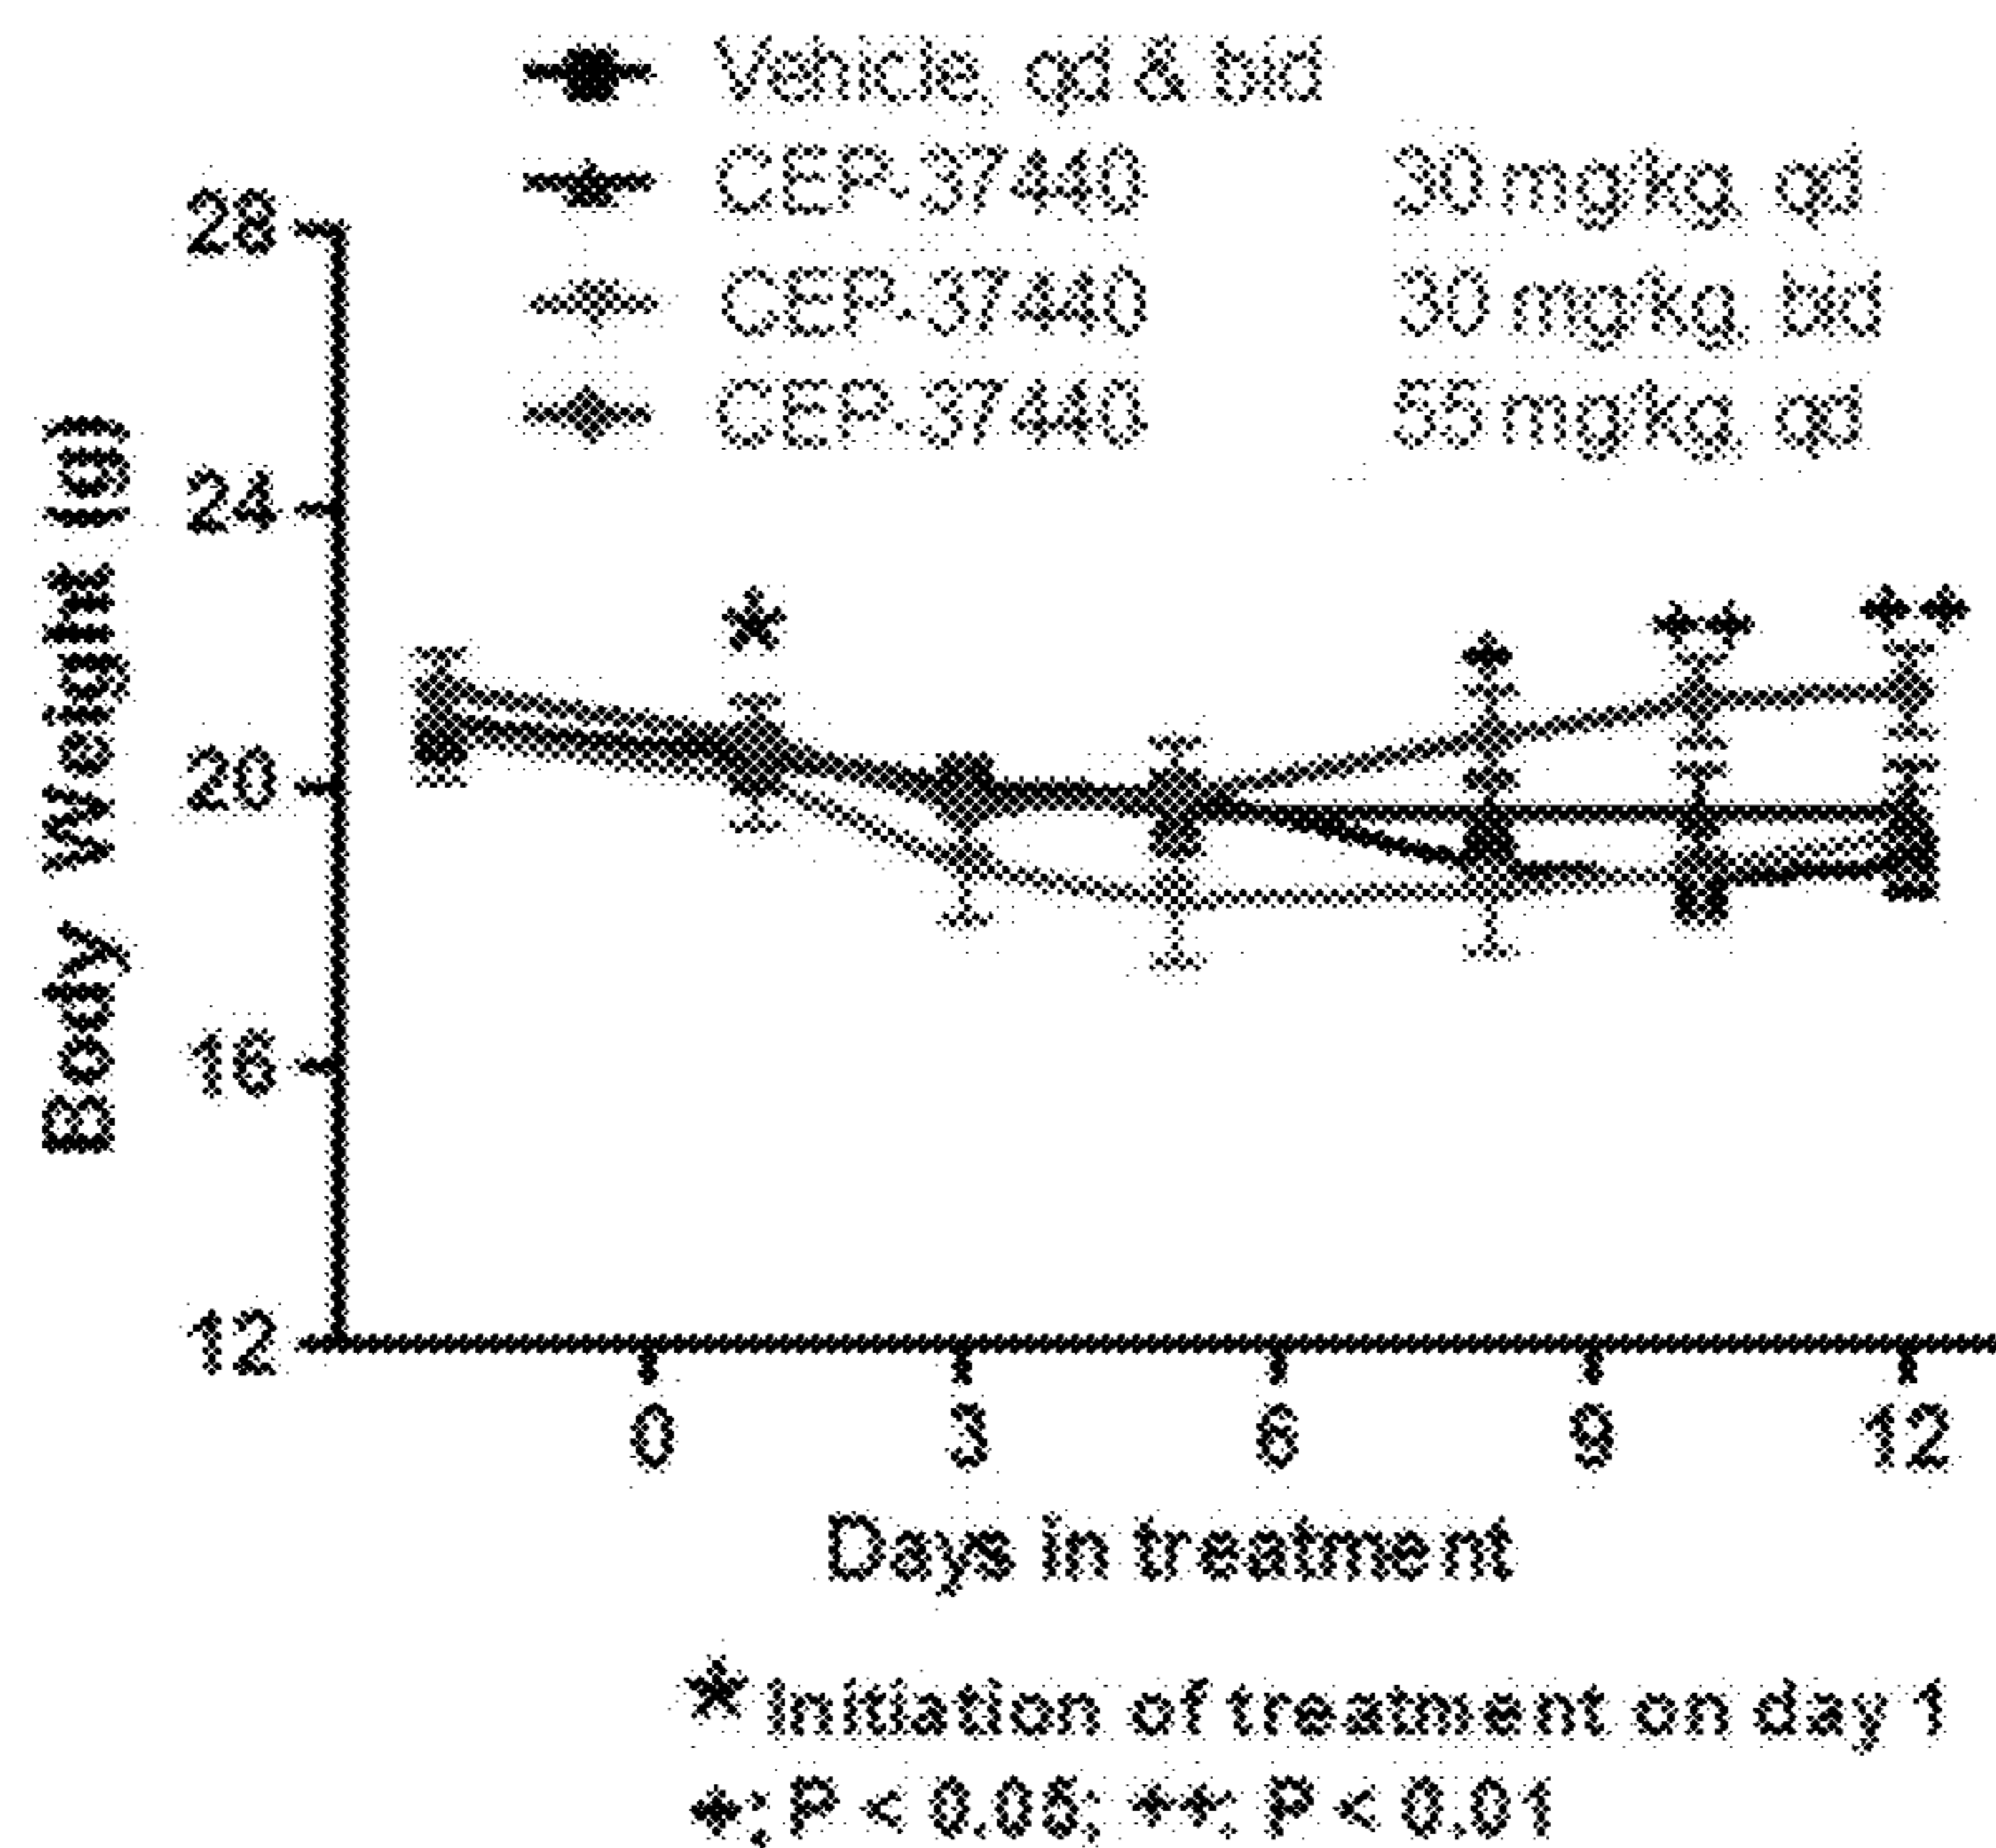 Vehicle, qd & bid
CEP-37440 30 mg/kg, qd
CEP-37440 30 mg/kg, bid
CEP-37440 55 mg/kg, qd
Body Weight (g)
28
24
20
16
12
*
*
**
**
0 3 6 9 12
Days in treatment
* Initiation of treatment on day 1
*: P < 0.05; **: P < 0.01